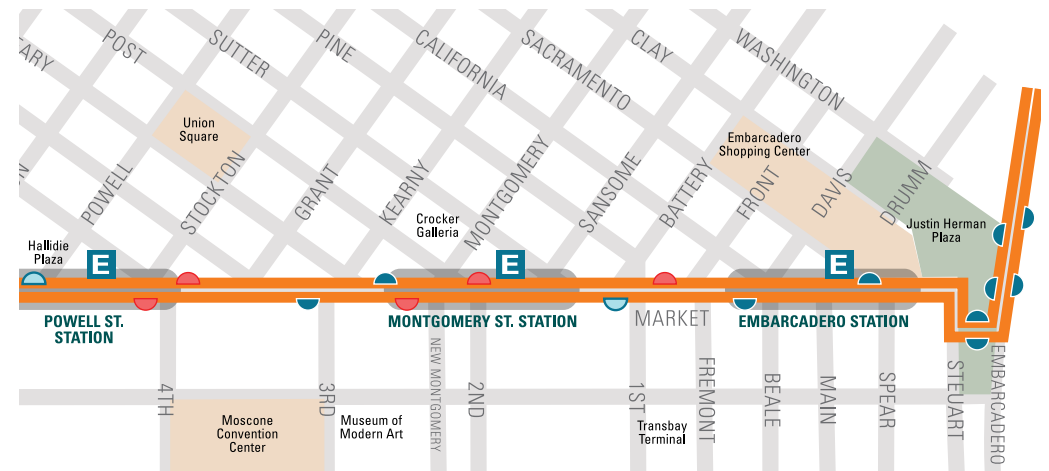 ARY
POST
SUTTER
PINE
CALIFORNIA
SACRAMENTO
CLAY
WASHINGTON
Union
Square
Embarcadero
Shopping Center
N
POWELL
STOCKTON
GRANT
KEARNY
MONTGOMERY
SANSOME
BATTERY
FRONT
DAVIS
DRUMM
Crocker
Galleria
Justin Herman
Plaza
Hallidie
Plaza
E
E
E
POWELL ST.
STATION
MONTGOMERY ST. STATION
MARKET
EMBARCADERO STATION
4TH
3RD
NEW MONTGOMERY
2ND
1ST
FREMONT
BEALE
MAIN
SPEAR
STEUART
EMBARCADERO
Moscone
Convention
Center
Museum of
Modern Art
Transbay
Terminal